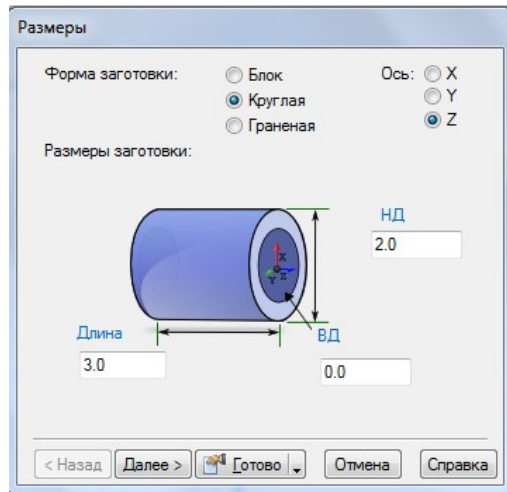 Размеры
Форма заготовки:
Блок
Круглая
Граненая
Ось:
X
Y
Z
Размеры заготовки:
НД
2.0
X
Y
Z
Длина
3.0
ВД
0.0
< Назад
Далее >
Готово
Отмена
Справка